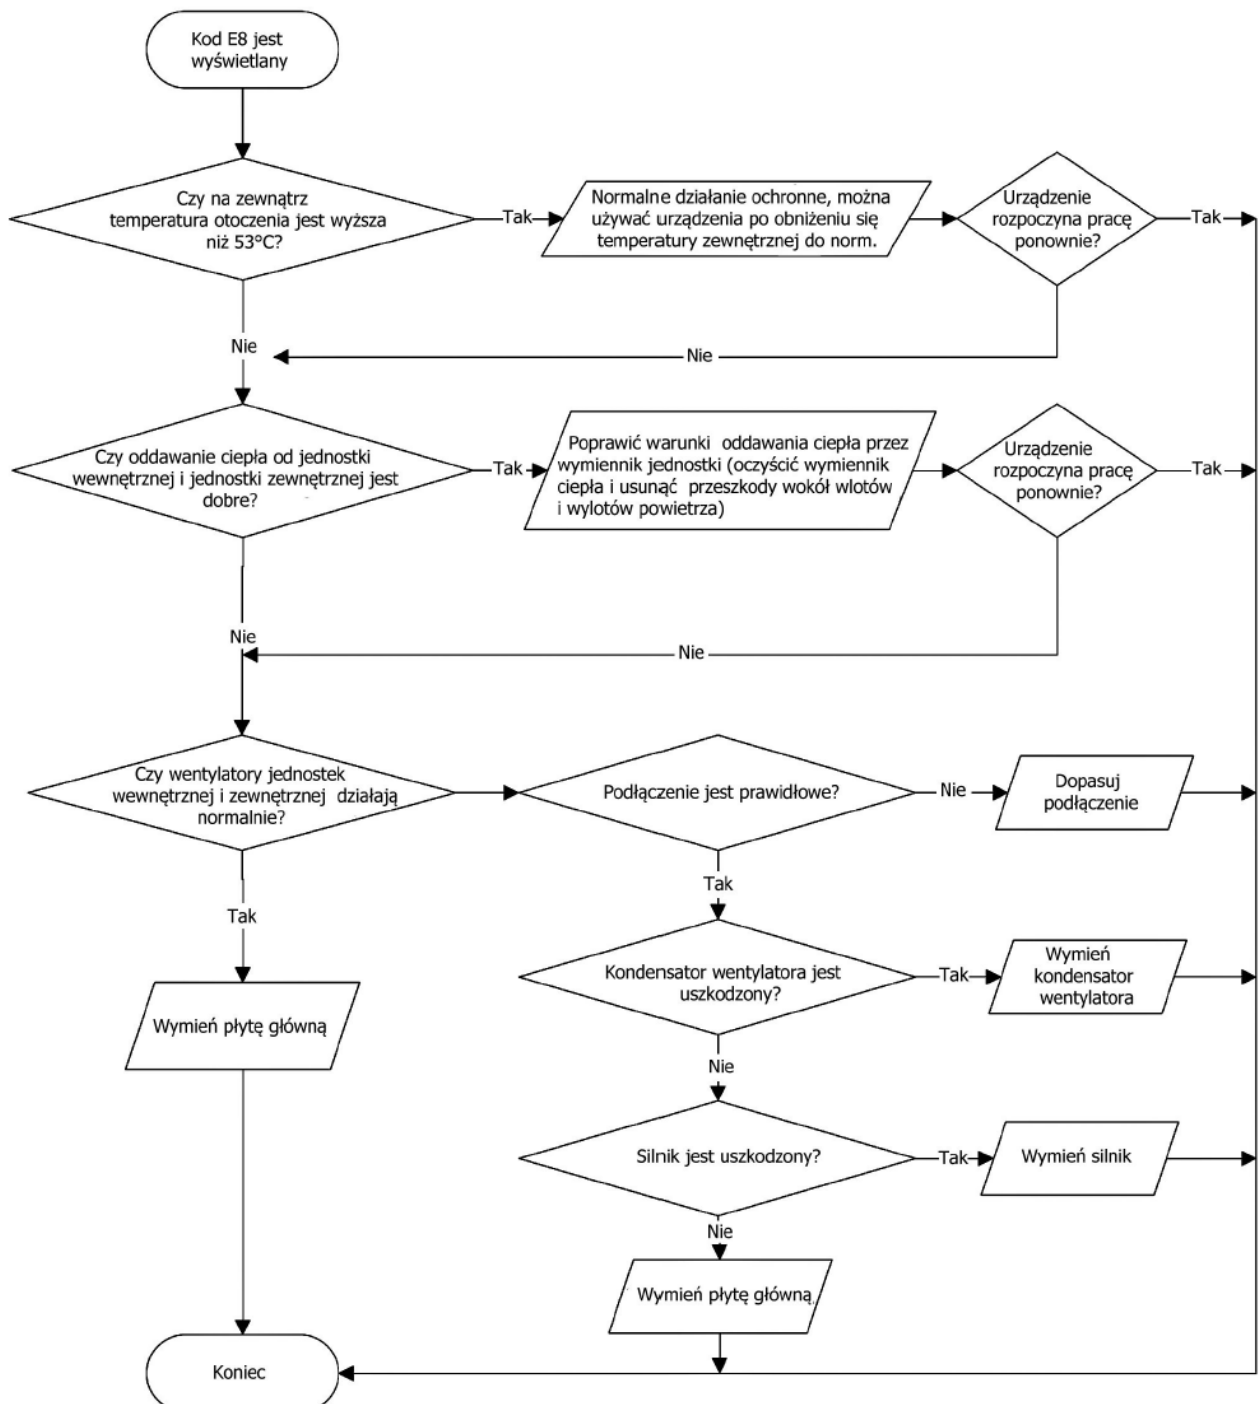 Kod E8 jest
wyświetlany
Czy na zewnątrz
temperatura otoczenia jest wyższa
niż 53°C?
Tak
Normalne działanie ochronne, można
używać urządzenia po obniżeniu się
temperatury zewnętrznej do norm.
Urządzenie
rozpoczyna pracę
ponownie?
Tak
Nie
Nie
Czy oddawanie ciepła od jednostki
wewnętrznej i jednostki zewnętrznej jest
dobre?
Tak
Poprawić warunki oddawania ciepła przez
wymiennik jednostki (oczyścić wymiennik
ciepła i usunąć przeszkody wokół wlotów
i wylotów powietrza)
Urządzenie
rozpoczyna pracę
ponownie?
Tak
Nie
Nie
Czy wentylatory jednostek
wewnętrznej i zewnętrznej działają
normalnie?
Podłączenie jest prawidłowe?
Nie
Dopasuj
podłączenie
Tak
Tak
Kondensator wentylatora jest
uszkodzony?
Tak
Wymień
kondensator
wentylatora
Wymień płytę główną
Nie
Silnik jest uszkodzony?
Tak
Wymień silnik
Nie
Wymień płytę główną
Koniec